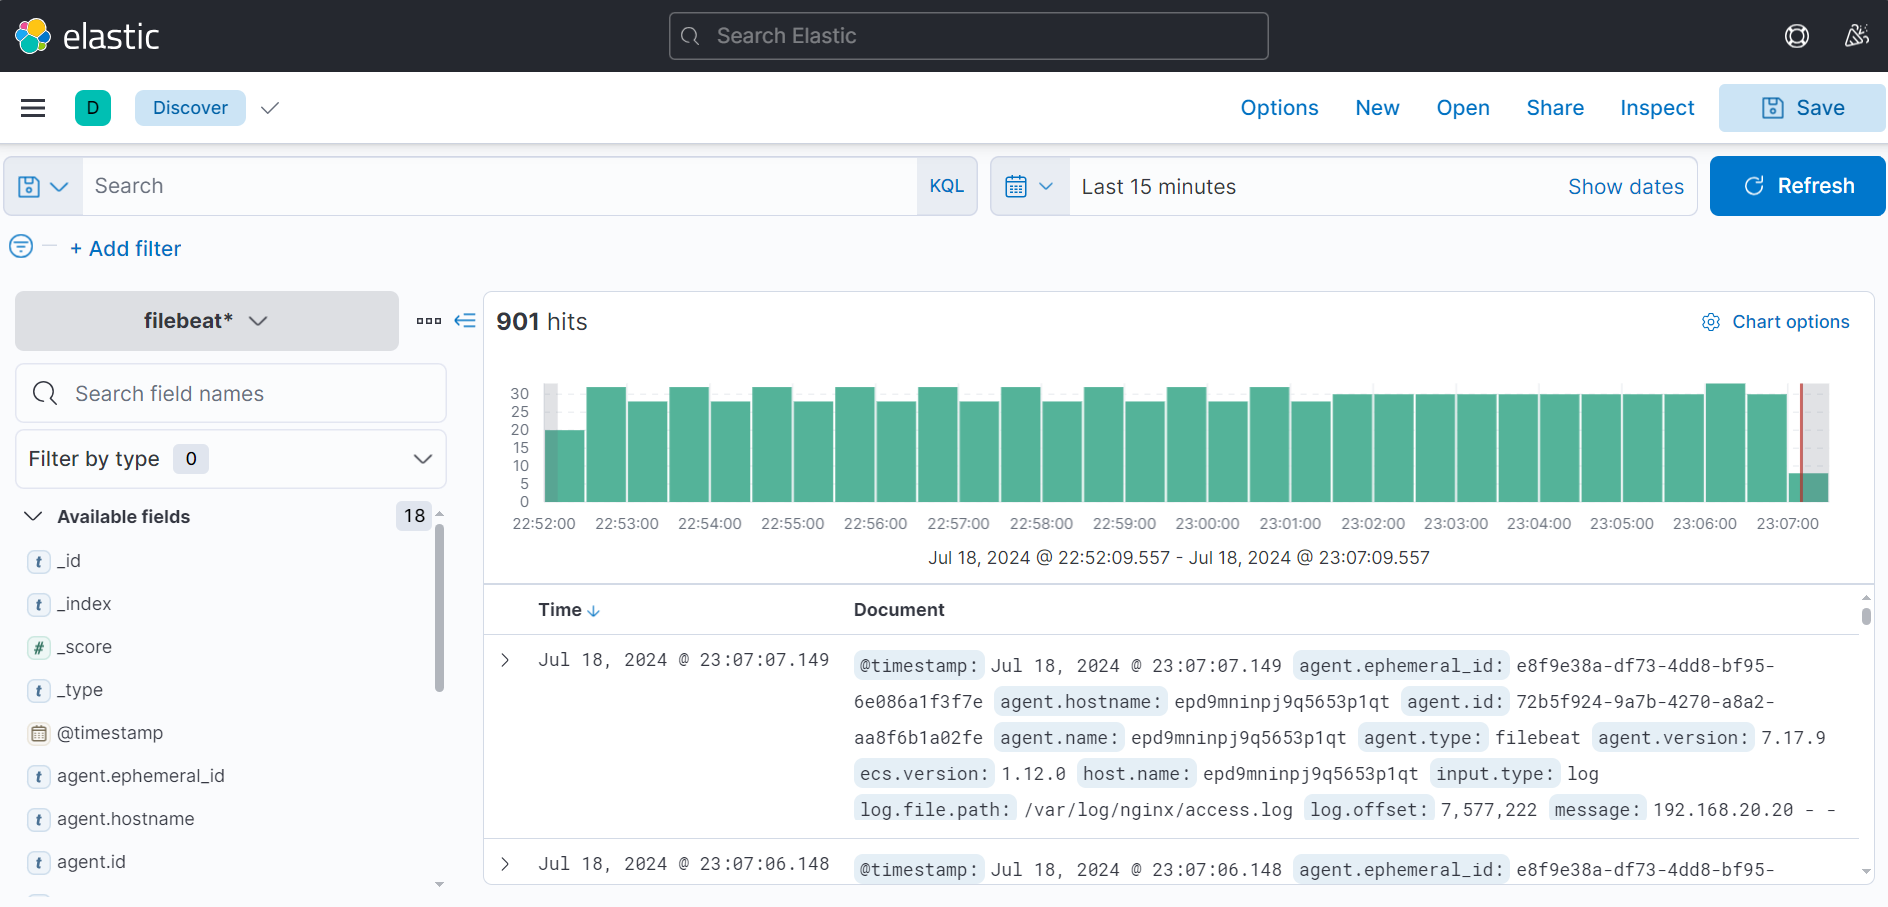 elastic
Search Elastic
D Discover Options New Open Share Inspect Save
Search KQL Last 15 minutes Show dates Refresh
+ Add filter
filebeat*
Search field names
Filter by type 0
Available fields 18
t _id
t _index
# _score
t _type
@timestamp
t agent.ephemeral_id
t agent.hostname
t agent.id
901 hits Chart options
30
25
20
15
10
5
0
22:52:00 22:53:00 22:54:00 22:55:00 22:56:00 22:57:00 22:58:00 22:59:00 23:00:00 23:01:00 23:02:00 23:03:00 23:04:00 23:05:00 23:06:00 23:07:00
Jul 18, 2024 @ 22:52:09.557 - Jul 18, 2024 @ 23:07:09.557
Time Document
Jul 18, 2024 @ 23:07:07.149 @timestamp: Jul 18, 2024 @ 23:07:07.149 agent.ephemeral_id: e8f9e38a-df73-4dd8-bf95-
6e086a1f3f7e agent.hostname: epd9mninpj9q5653p1qt agent.id: 72b5f924-9a7b-4270-a8a2-
aa8f6b1a02fe agent.name: epd9mninpj9q5653p1qt agent.type: filebeat agent.version: 7.17.9
ecs.version: 1.12.0 host.name: epd9mninpj9q5653p1qt input.type: log
log.file.path: /var/log/nginx/access.log log.offset: 7,577,222 message: 192.168.20.20 - -
Jul 18, 2024 @ 23:07:06.148 @timestamp: Jul 18, 2024 @ 23:07:06.148 agent.ephemeral_id: e8f9e38a-df73-4dd8-bf95-